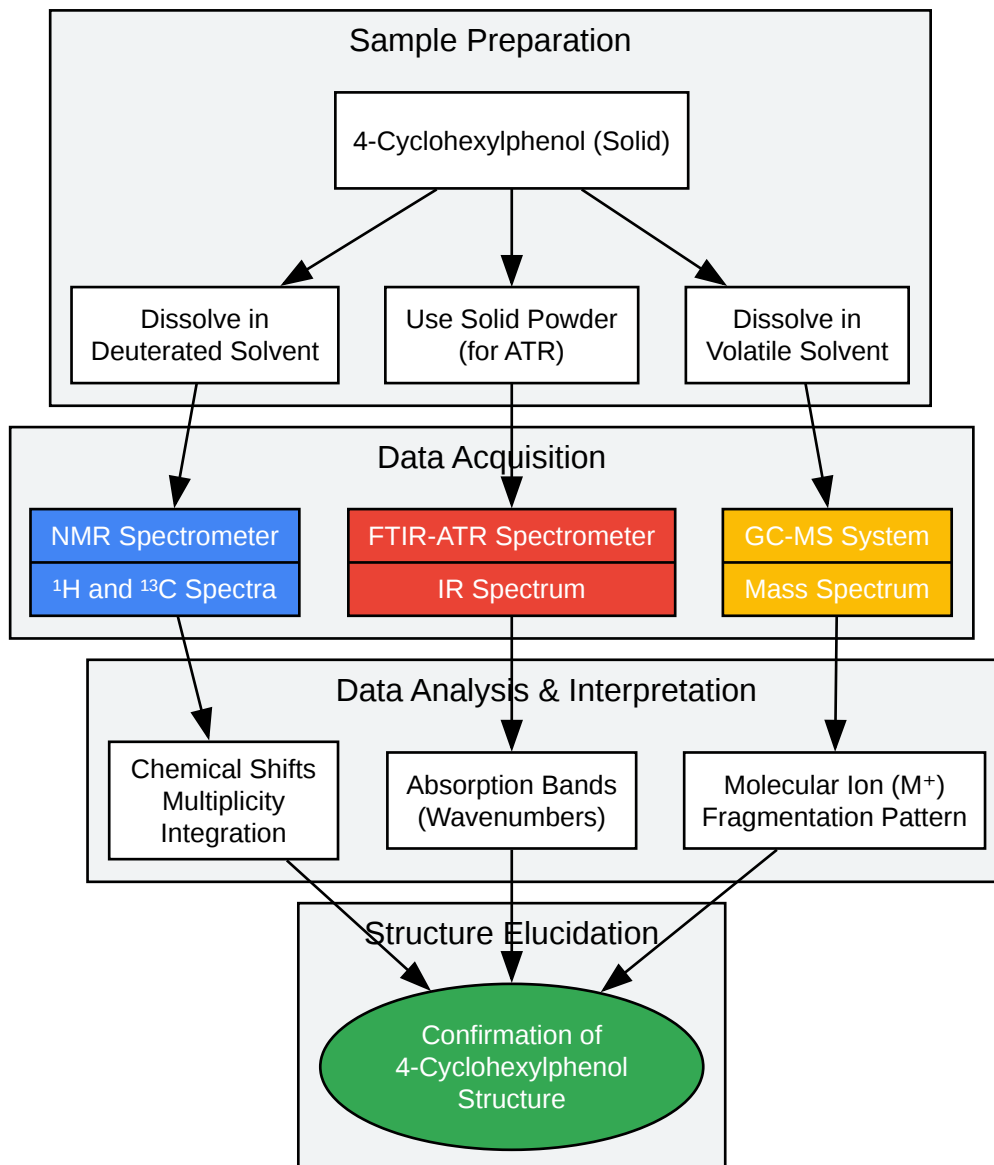 Sample Preparation
4-Cyclohexylphenol (Solid)
Dissolve in
Deuterated Solvent
Use Solid Powder
(for ATR)
Dissolve in
Volatile Solvent
Data Acquisition
NMR Spectrometer
¹H and ¹³C Spectra
FTIR-ATR Spectrometer
IR Spectrum
GC-MS System
Mass Spectrum
Data Analysis & Interpretation
Chemical Shifts
Multiplicity
Integration
Absorption Bands
(Wavenumbers)
Molecular Ion (M⁺)
Fragmentation Pattern
Structure Elucidation
Confirmation of
4-Cyclohexylphenol
Structure